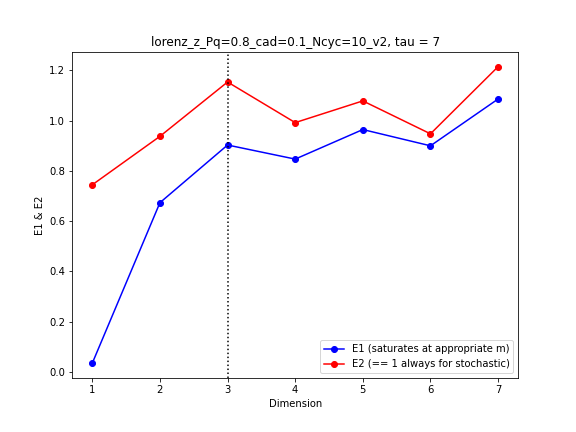 lorenz_z_Pq=0.8_cad=0.1_Ncyc=10_v2, tau = 7
1.2
1.0
0.8
0.6
0.4
0.2
0.0
E1 & E2
E1 (saturates at appropriate m)
E2 (== 1 always for stochastic)
1 2 3 4 5 6 7
Dimension